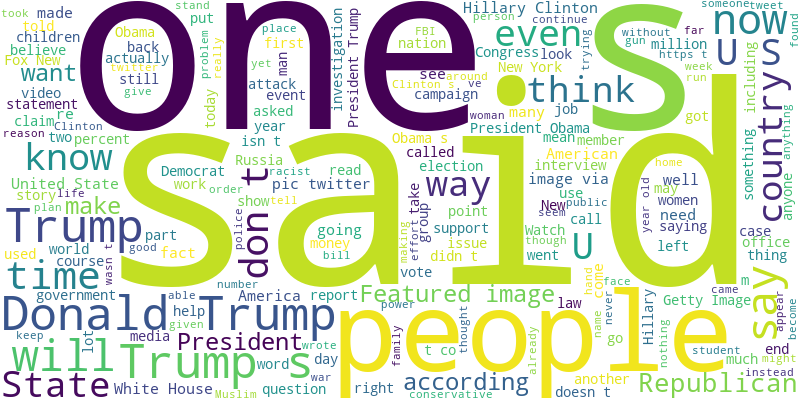 took
made
Obama
stand
put
one
s
Hillary Clinton
person
continue
someone
tweet
now
told
children
problem
place
first
FBI
nation
even
without
gun
far
https t
found
believe
actually
back
really
yet
man
investigation
President Trump
Congress
look
trying
million
week
run
U S
Fox New
twitter
still
attack
see
around
New York
think
including
want
video
give
event
Clinton s
ve
campaign
many
job
got
country
statement
today
asked
woman
President Obama
mean
member
something
anything
claim
re
year
Obama s
American
anyone
reason
Clinton
two
percent
isn t
said
called
interview
home
know
Democrat
Russia
racist
read
election
image via
well
United State
work
order
show
tell
pic twitter
way
use
may
women
story
life
don t
take
New
public
year old
need
plan
make
group
point
seem
call
saying
Trump
part
police
going
effort
support
Watch
U
left
case
office
used
good
wasn t
fact
money
making
issue
though
thing
time
world
course
bill
didn t
went
say
government
able
number
vote
hand
come
face
m
America
report
Featured image
law
never
Getty Image
came
Donald Trump
help
power
people
name
go
Hillary
appear
become
keep
lot
media
given
President
family
thought
nothing
student
end
will
Trump s
wrote
day
t co
already
much
might
word
war
according
another
instead
State
White House
Muslim
question
right
conservative
doesn t
Republican